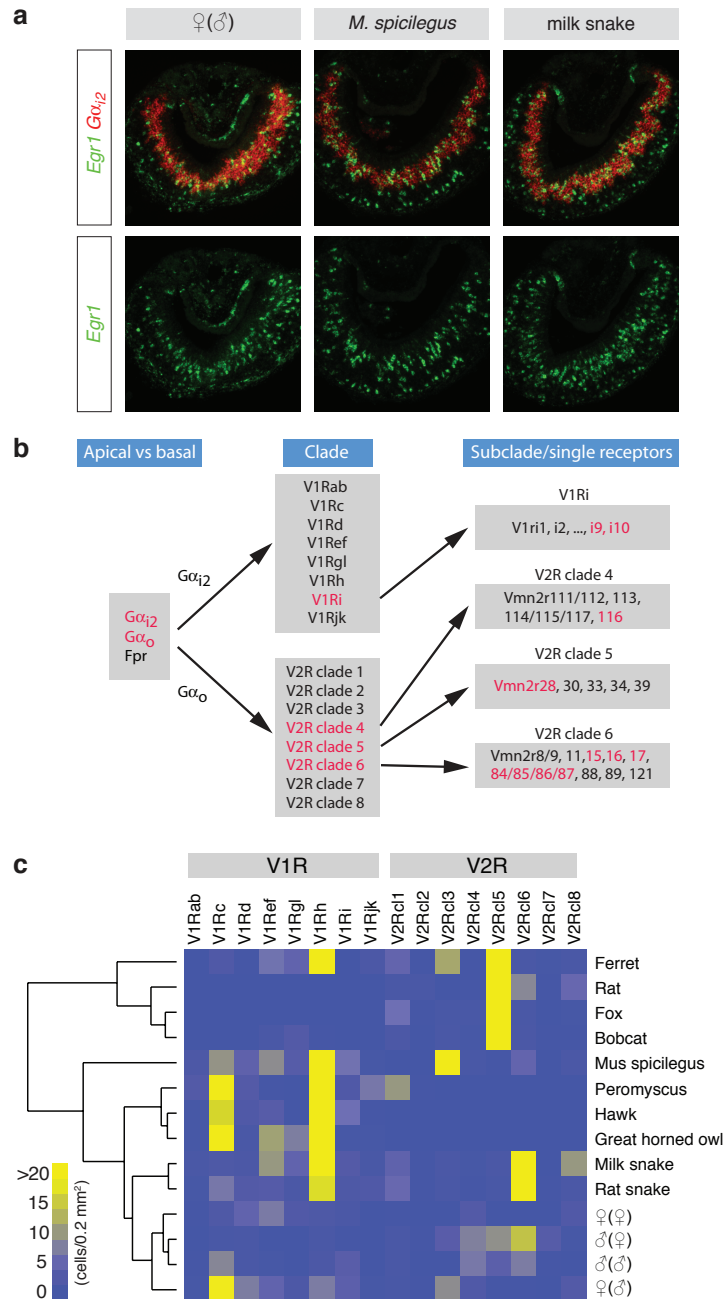 a
♀(♂)
M. spicilegus
milk snake
Egr1 Gαi2
Egr1
b
Apical vs basal
Clade
Subclade/single receptors
Gαi2
Gαo
Fpr
Gαi2
Gαo
V1Rab
V1Rc
V1Rd
V1Ref
V1Rgl
V1Rh
V1Ri
V1Rjk
V2R clade 1
V2R clade 2
V2R clade 3
V2R clade 4
V2R clade 5
V2R clade 6
V2R clade 7
V2R clade 8
V1Ri
V1ri1, i2, ..., i9, i10
V2R clade 4
Vmn2r111/112, 113,
114/115/117, 116
V2R clade 5
Vmn2r28, 30, 33, 34, 39
V2R clade 6
Vmn2r8/9, 11,15,16, 17,
84/85/86/87, 88, 89, 121
c
V1R
V2R
V1Rab
V1Rc
V1Rd
V1Ref
V1Rgl
V1Rh
V1Ri
V1Rjk
V2Rcl1
V2Rcl2
V2Rcl3
V2Rcl4
V2Rcl5
V2Rcl6
V2Rcl7
V2Rcl8
Ferret
Rat
Fox
Bobcat
Mus spicilegus
Peromyscus
Hawk
Great horned owl
Milk snake
Rat snake
♀(♀)
♂(♀)
♂(♂)
♀(♂)
>20
15
10
5
0
(cells/0.2 mm²)